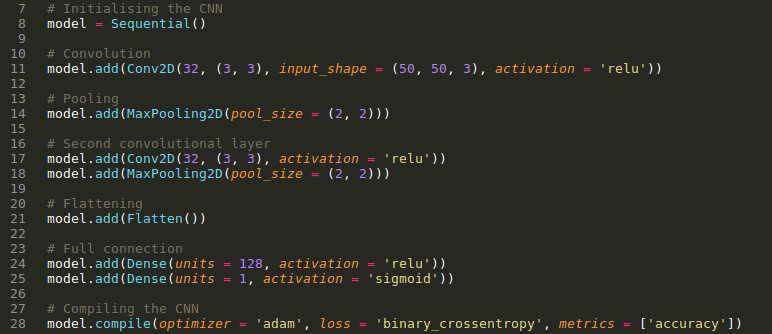 7 # Initialising the CNN
8 model = Sequential()
9
10 # Convolution
11 model.add(Conv2D(32, (3, 3), input_shape = (50, 50, 3), activation = 'relu'))
12
13 # Pooling
14 model.add(MaxPooling2D(pool_size = (2, 2)))
15
16 # Second convolutional layer
17 model.add(Conv2D(32, (3, 3), activation = 'relu'))
18 model.add(MaxPooling2D(pool_size = (2, 2)))
19
20 # Flattening
21 model.add(Flatten())
22
23 # Full connection
24 model.add(Dense(units = 128, activation = 'relu'))
25 model.add(Dense(units = 1, activation = 'sigmoid'))
26
27 # Compiling the CNN
28 model.compile(optimizer = 'adam', loss = 'binary_crossentropy', metrics = ['accuracy'])